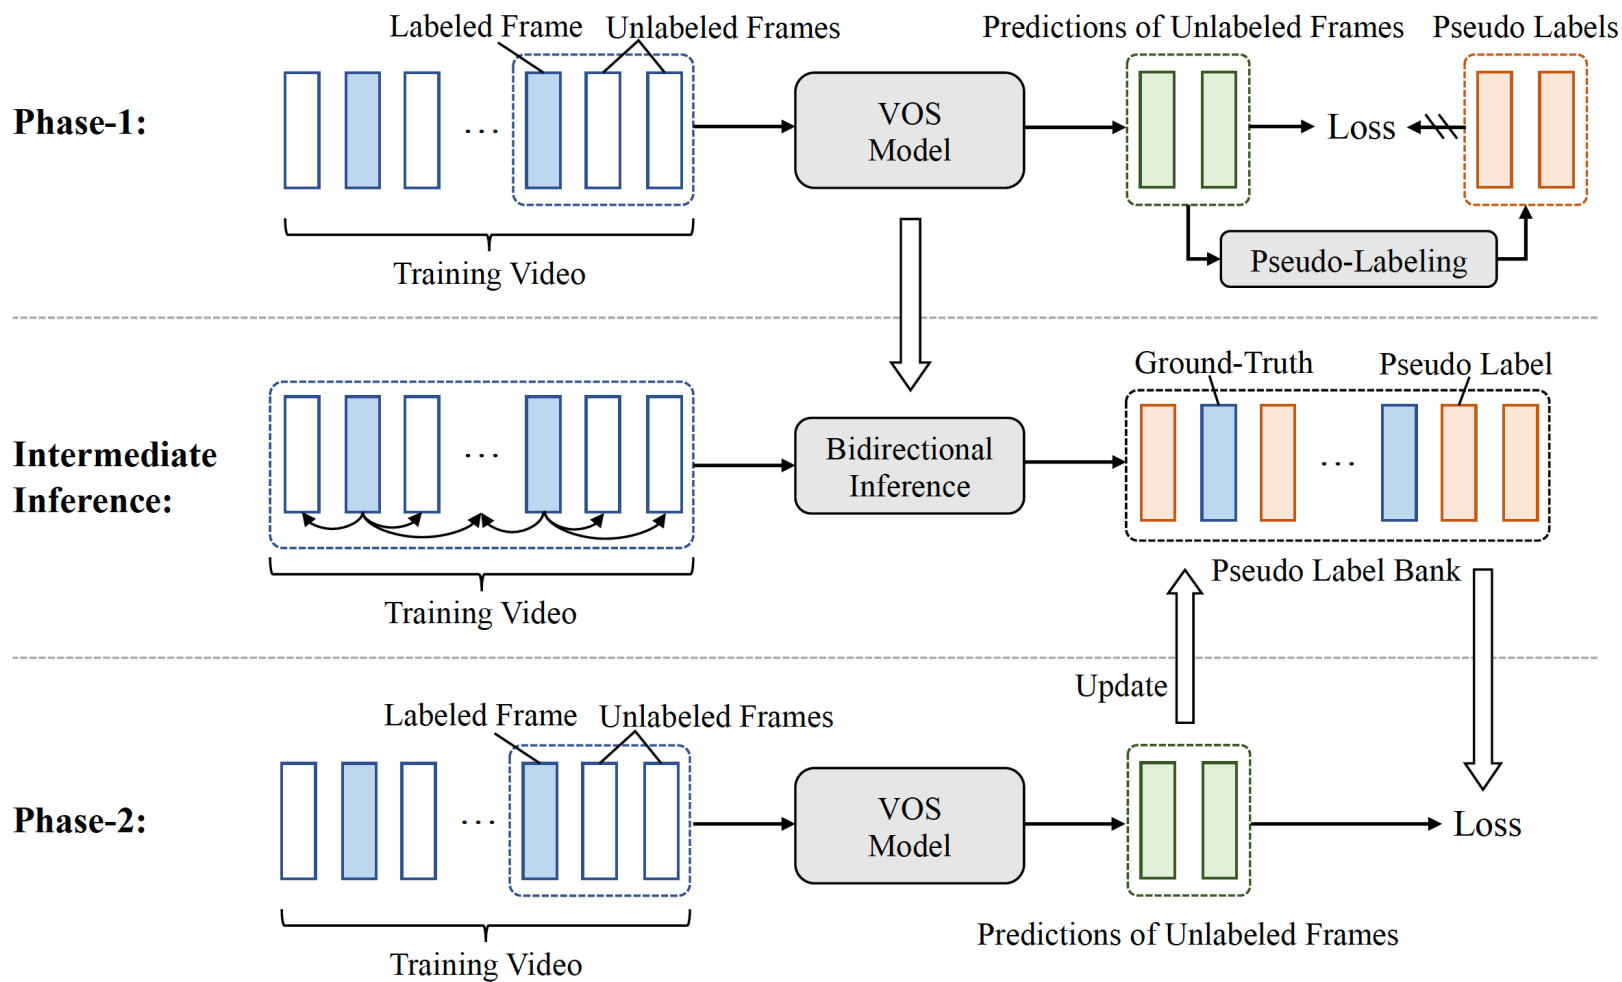 Labeled Frame
Unlabeled Frames
Predictions of Unlabeled Frames
Pseudo Labels
Phase-1:
...
VOS
Model
Loss
Pseudo-Labeling
Training Video
Ground-Truth
Pseudo Label
Intermediate
Inference:
...
Bidirectional
Inference
...
Pseudo Label Bank
Training Video
Update
Labeled Frame
Unlabeled Frames
Phase-2:
...
VOS
Model
Loss
Predictions of Unlabeled Frames
Training Video